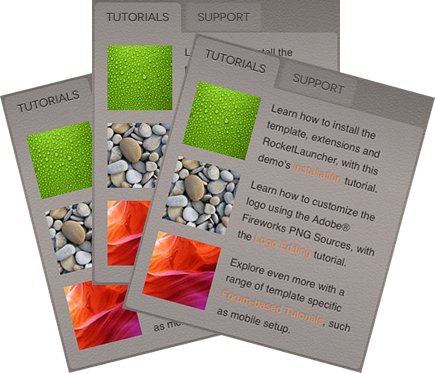 TUTORIALS
SUPPORT
TUTORIALS
TUTORIALS
SUPPORT
Learn how to install the
template, extensions and
RocketLauncher, with this
demo's Installation tutorial.
Learn how to customize the
logo using the Adobe®
Fireworks PNG Sources, with
the Logo Editing tutorial.
Explore even more with a
range of template specific
Forum-based Tutorials, such
as mobile setup.
as mob